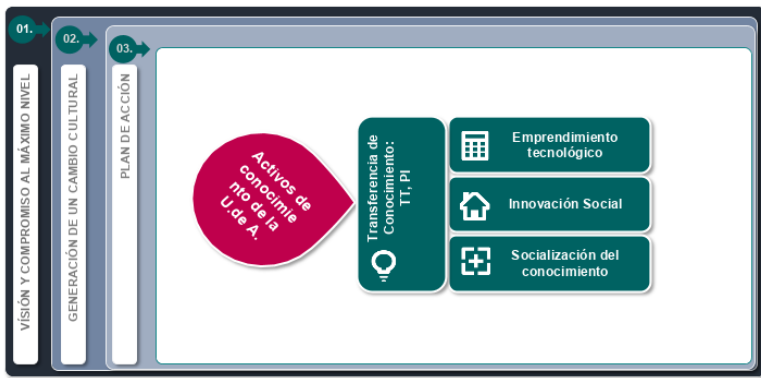 01.
VÍSIÓN Y COMPROMISO AL MÁXIMO NIVEL
02.
GENERACIÓN DE UN CAMBIO CULTURAL
03.
PLAN DE ACCIÓN
Activos de
conocimie
nto de la
U.de A.
Transferencia de
Conocimiento:
TT, PI
Emprendimiento
tecnológico
Innovación Social
Socialización del
conocimiento